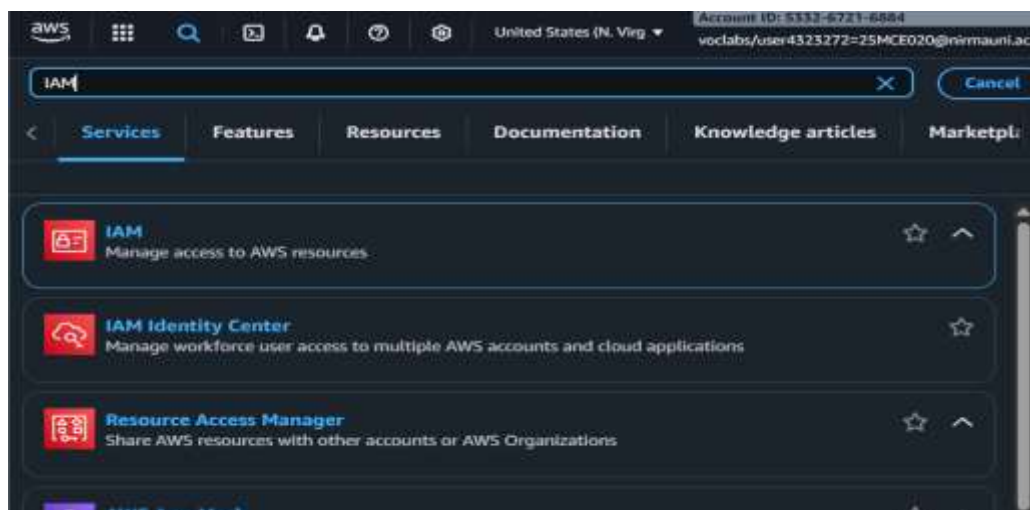 aws
United States (N. Virg
Account ID: 5332-6721-6884
voclabs/user4323272=25MCE020@nirmauni.ac
IAM
Cancel
Services Features Resources Documentation Knowledge articles Marketpl
IAM
Manage access to AWS resources
IAM Identity Center
Manage workforce user access to multiple AWS accounts and cloud applications
Resource Access Manager
Share AWS resources with other accounts or AWS Organizations